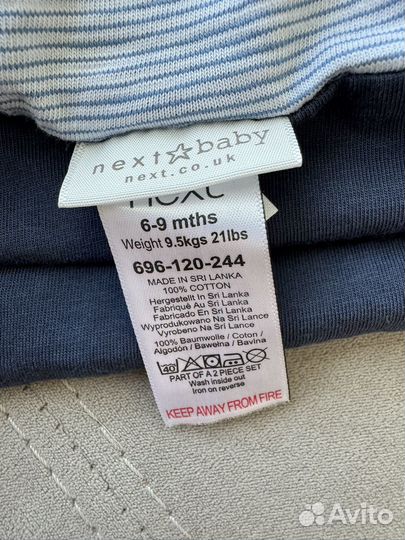 next☆baby
next.co.uk
next
6-9 mths
Weight 9.5kgs 21lbs
696-120-244
MADE IN SRI LANKA
100% COTTON
Hergestellt In Sri Lanka
Fabriqué En Sri Lanka
Fabricado En Sri Lanka
Wyprodukowano Na Sri Lance
Vyrobeno Na Sri Lance
100% Baumwolle / Coton /
Algodón / Bawełna / Bavlna
40°
PART OF A 2 PIECE SET
Wash inside out
Iron on reverse
KEEP AWAY FROM FIRE
Avito